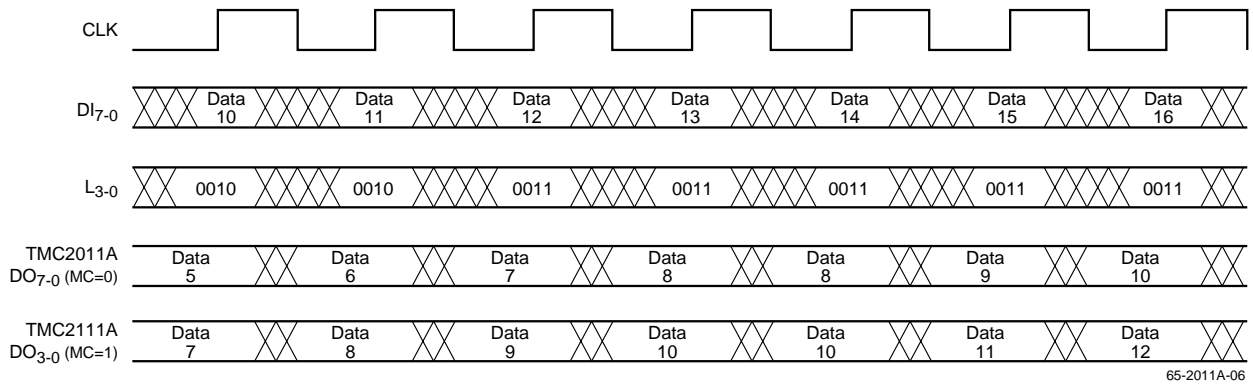 CLK
DI7-0
Data 10 Data 11 Data 12 Data 13 Data 14 Data 15 Data 16
L3-0
0010 0010 0011 0011 0011 0011 0011
TMC2011A
DO7-0 (MC=0)
Data 5 Data 6 Data 7 Data 8 Data 8 Data 9 Data 10
TMC2111A
DO3-0 (MC=1)
Data 7 Data 8 Data 9 Data 10 Data 10 Data 11 Data 12
65-2011A-06